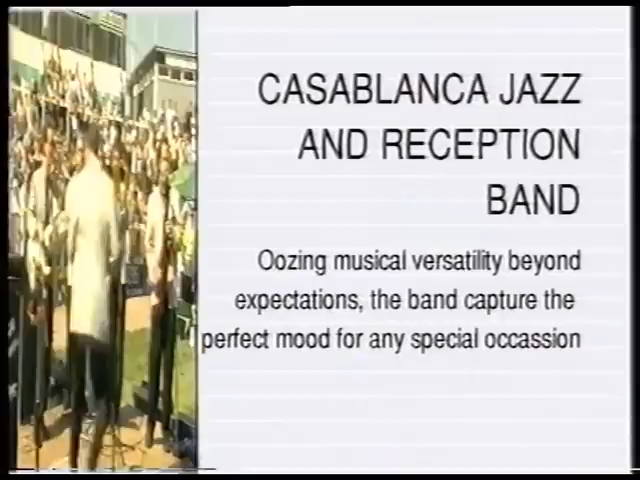 CASABLANCA JAZZ
AND RECEPTION
BAND
Oozing musical versatility beyond
expectations, the band capture the
perfect mood for any special occassion